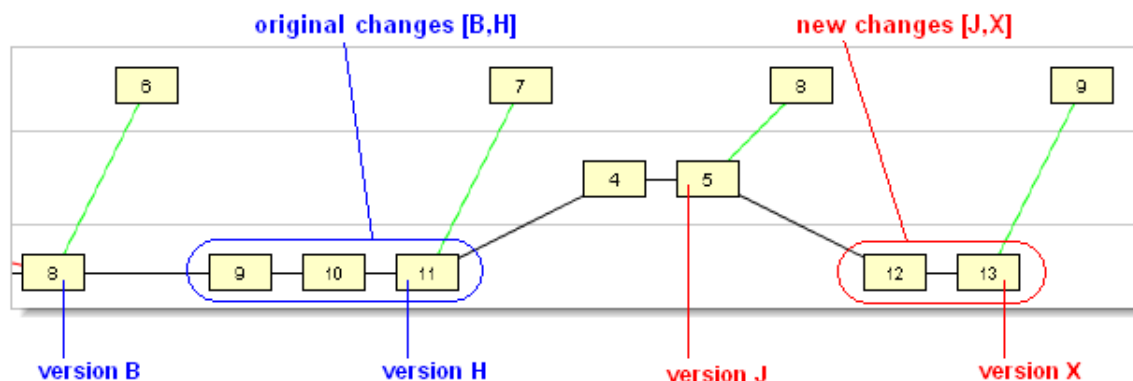 original changes [B,H]
new changes [J,X]
6
7
8
9
4
5
8
9
10
11
12
13
version B
version H
version J
version X